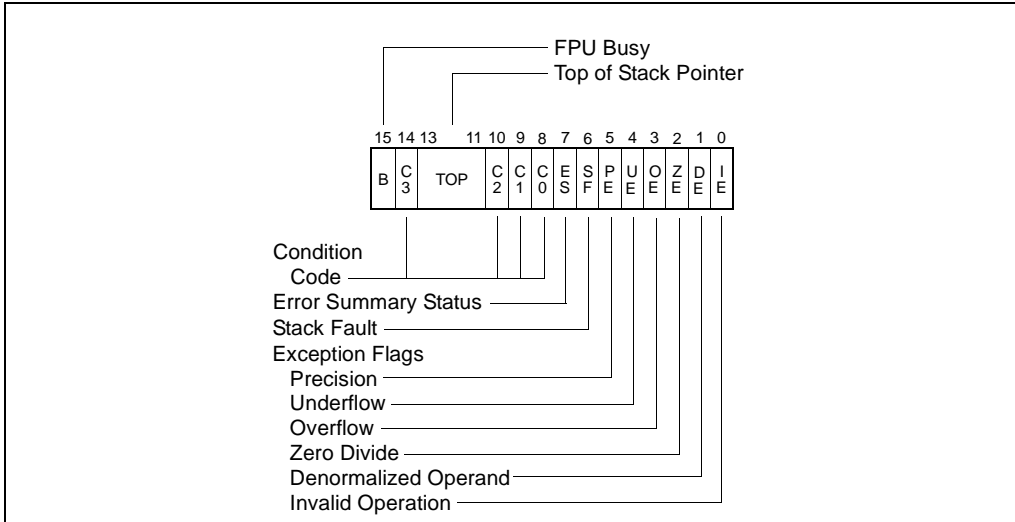 FPU Busy
Top of Stack Pointer
15 14 13 11 10 9 8 7 6 5 4 3 2 1 0
B C3 TOP C2 C1 C0 ES SF PE UE OE ZE DE IE
Condition
Code
Error Summary Status
Stack Fault
Exception Flags
Precision
Underflow
Overflow
Zero Divide
Denormalized Operand
Invalid Operation